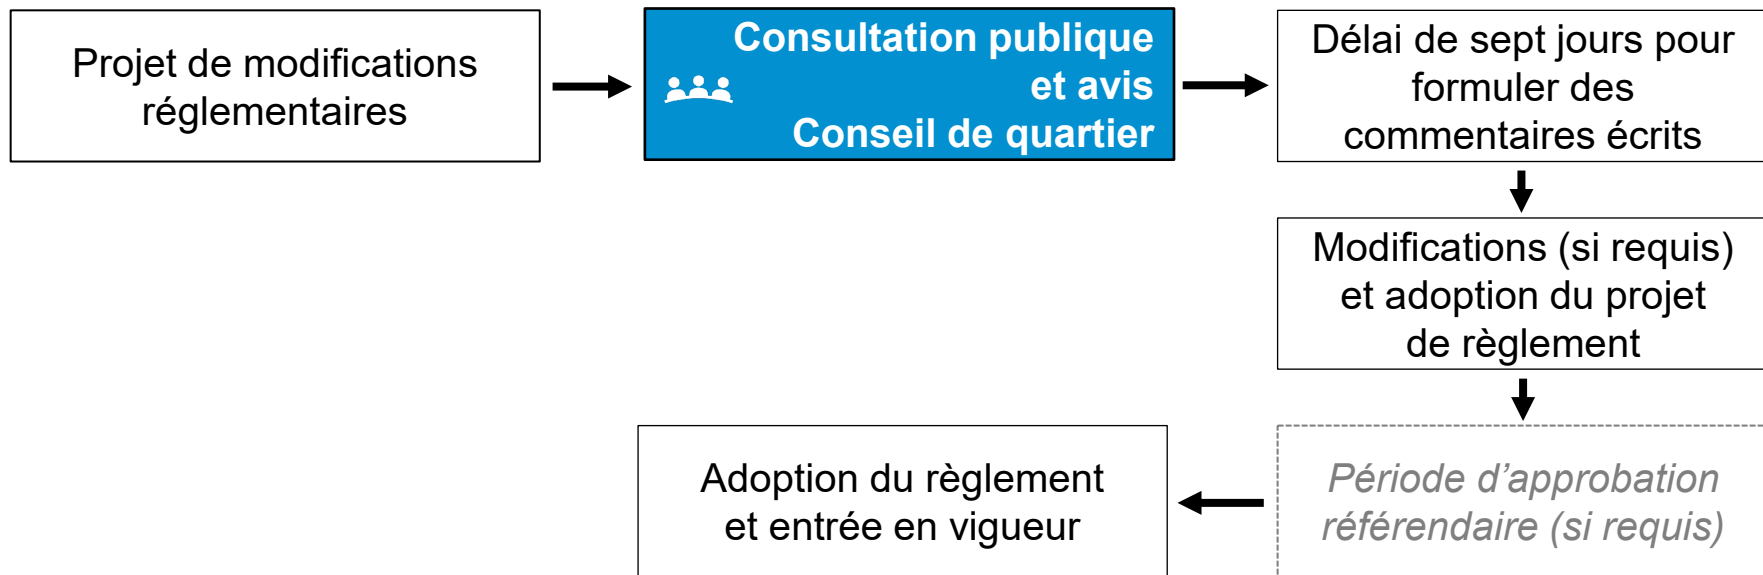 Projet de modifications
réglementaires
Consultation publique
et avis
Conseil de quartier
Délai de sept jours pour
formuler des
commentaires écrits
Modifications (si requis)
et adoption du projet
de règlement
Période d’approbation
référendaire (si requis)
Adoption du règlement
et entrée en vigueur